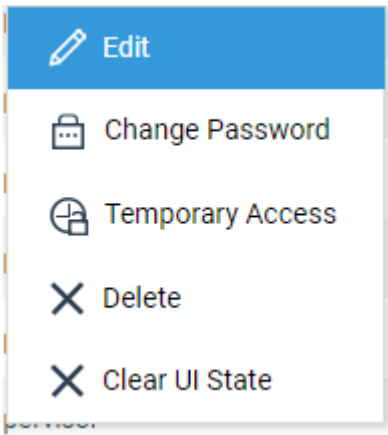 Edit
Change Password
Temporary Access
Delete
Clear UI State